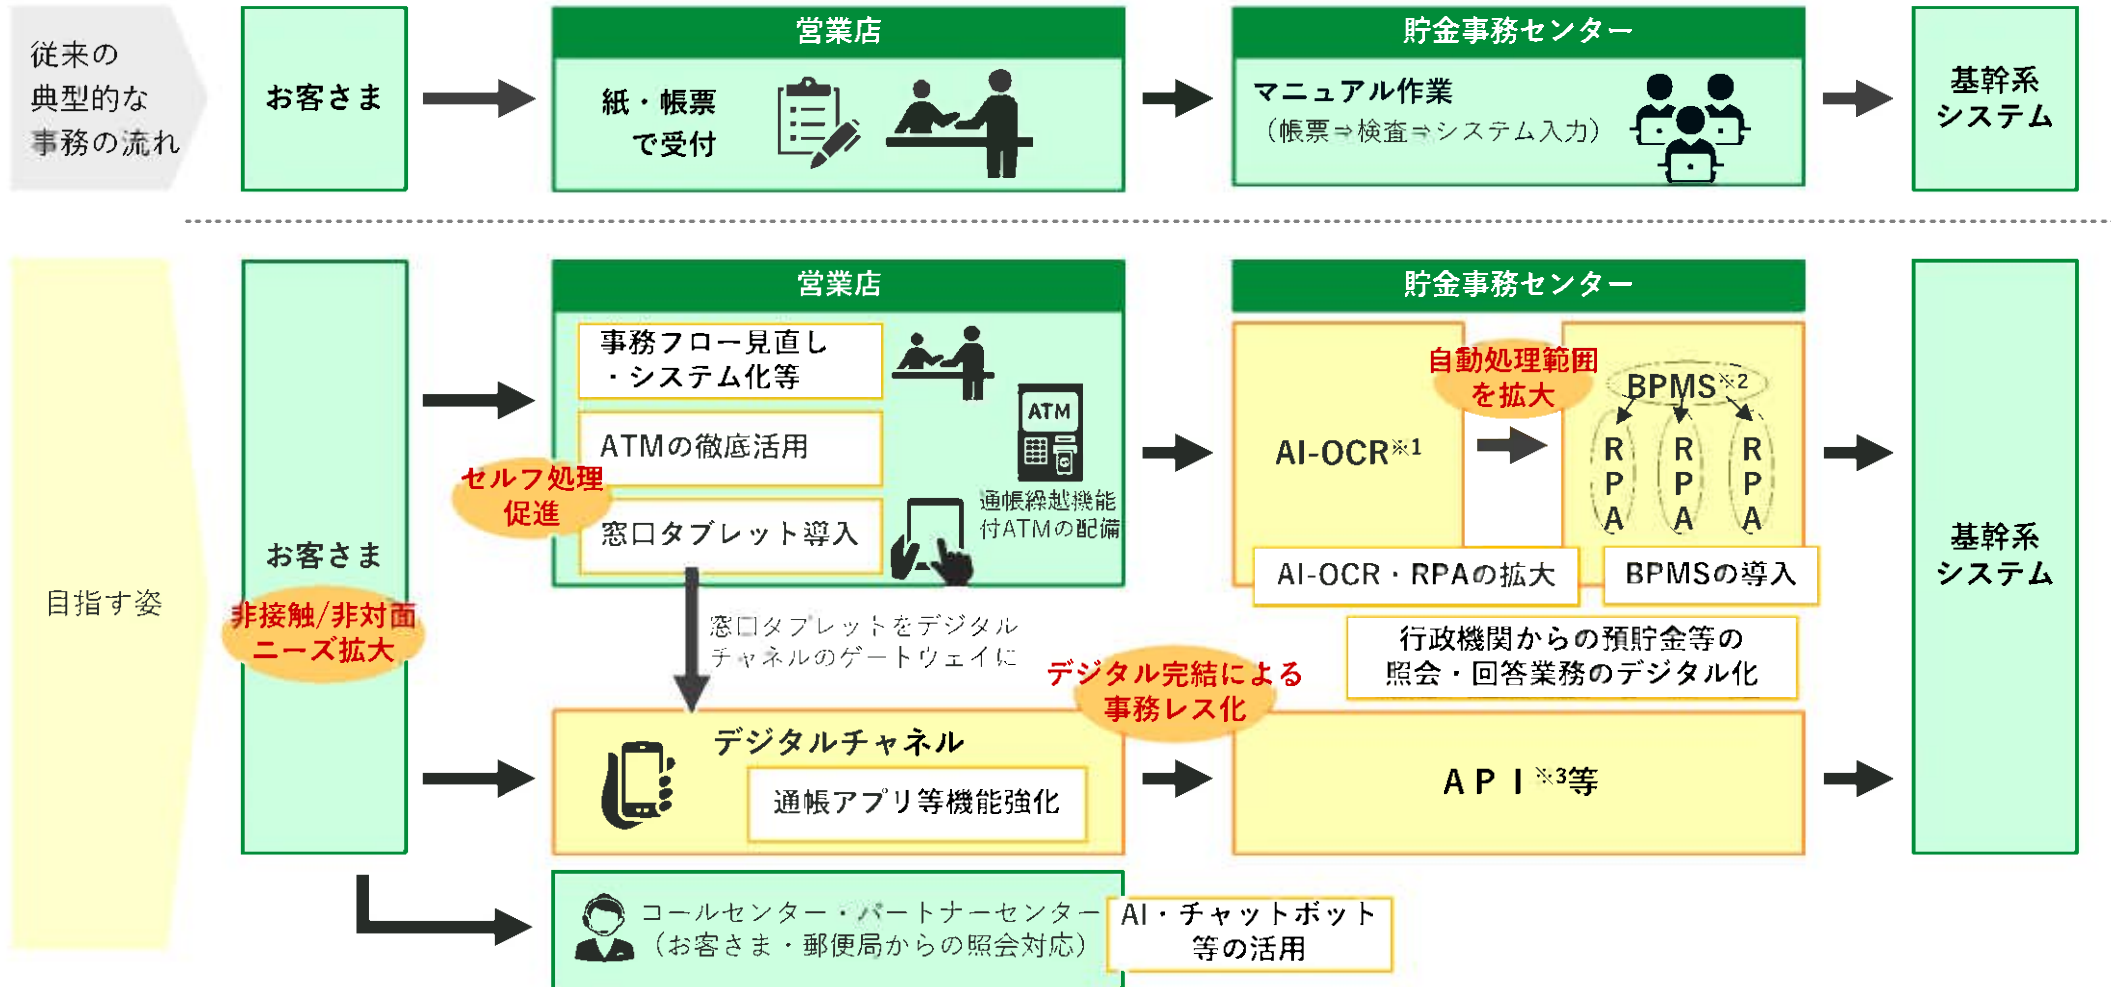 従来の
典型的な
事務の流れ
お客さま
営業店
紙・帳票
で受付
貯金事務センター
マニュアル作業
（帳票⇒検査⇒システム入力）
基幹系
システム
目指す姿
お客さま
非接触/非対面
ニーズ拡大
営業店
事務フロー見直し
・システム化等
ATMの徹底活用
セルフ処理
促進
窓口タブレット導入
ATM
通帳繰越機能
付ATMの配備
窓口タブレットをデジタル
チャネルのゲートウェイに
貯金事務センター
AI-OCR※1
自動処理範囲
を拡大
BPMS※2
RPA
RPA
RPA
AI-OCR・RPAの拡大
BPMSの導入
行政機関からの預貯金等の
照会・回答業務のデジタル化
デジタル完結による
事務レス化
デジタルチャネル
通帳アプリ等機能強化
ＡＰＩ※3等
基幹系
システム
コールセンター・パートナーセンター
（お客さま・郵便局からの照会対応）
AI・チャットボット
等の活用